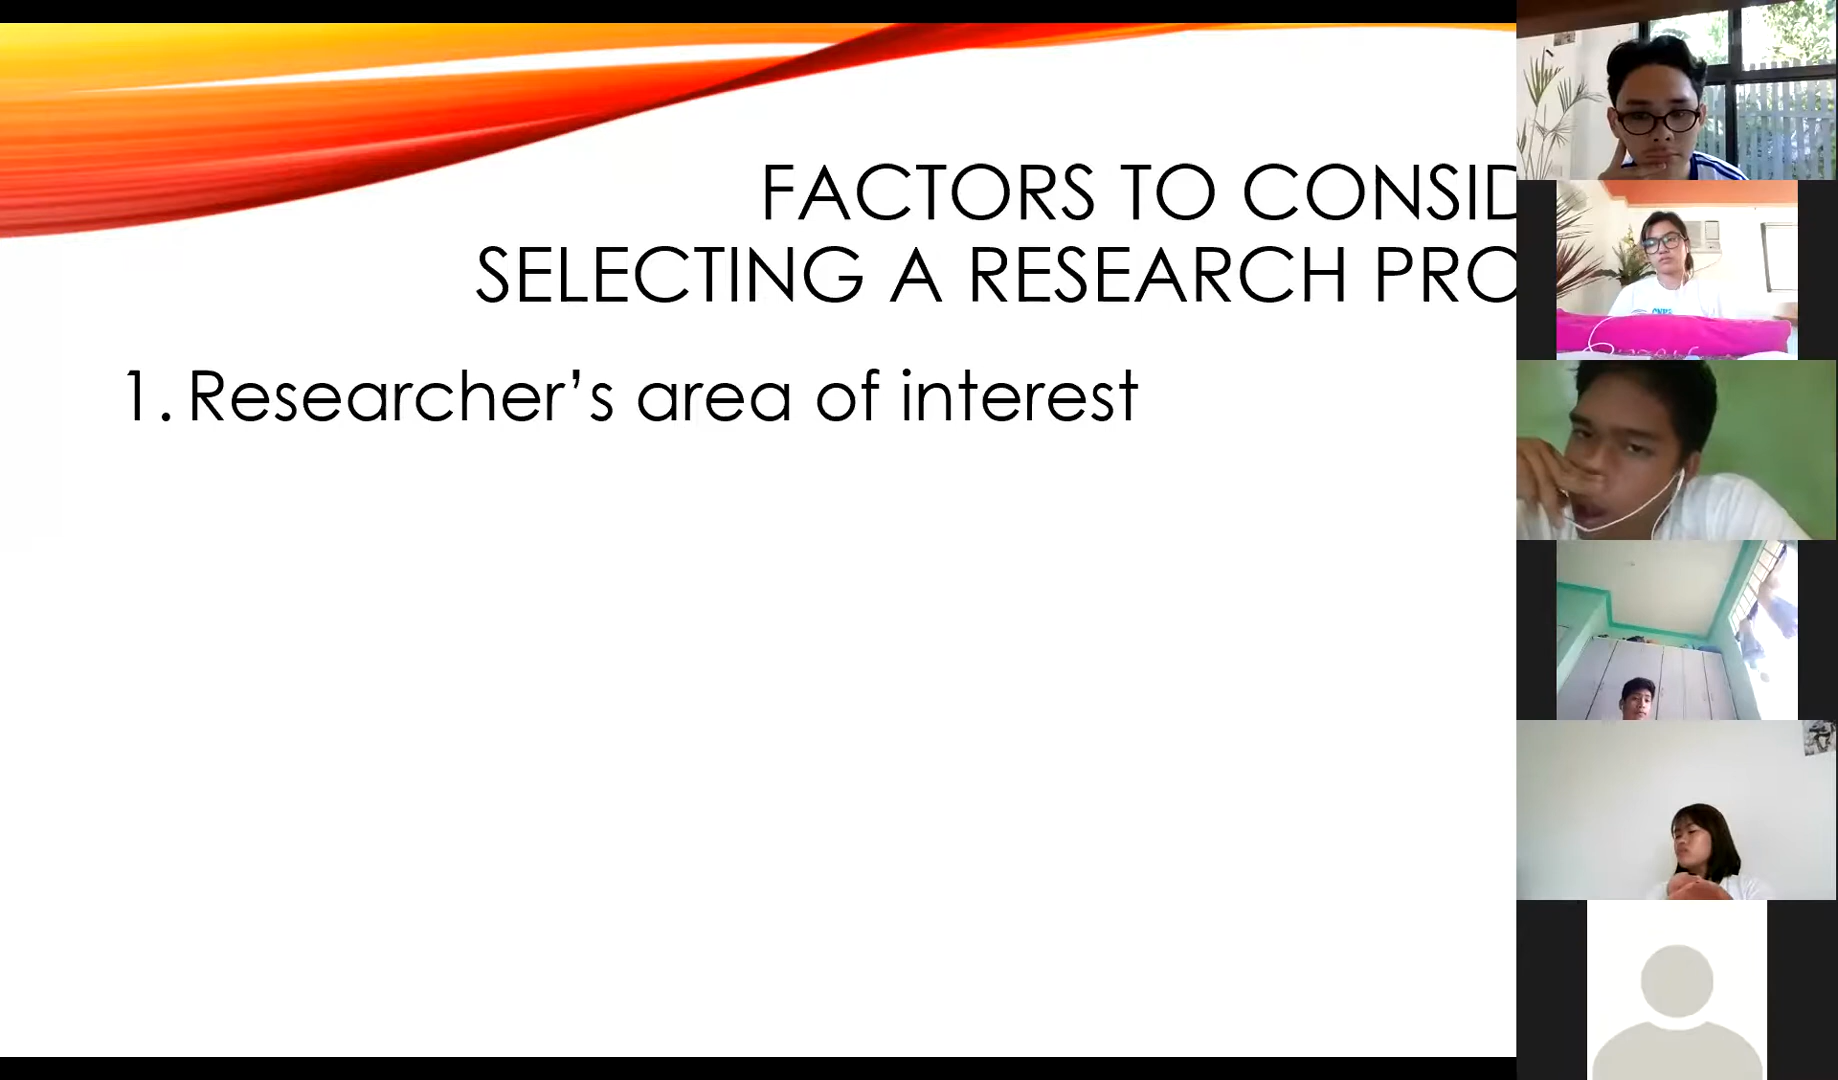 FACTORS TO CONSID
SELECTING A RESEARCH PRO
1. Researcher’s area of interest